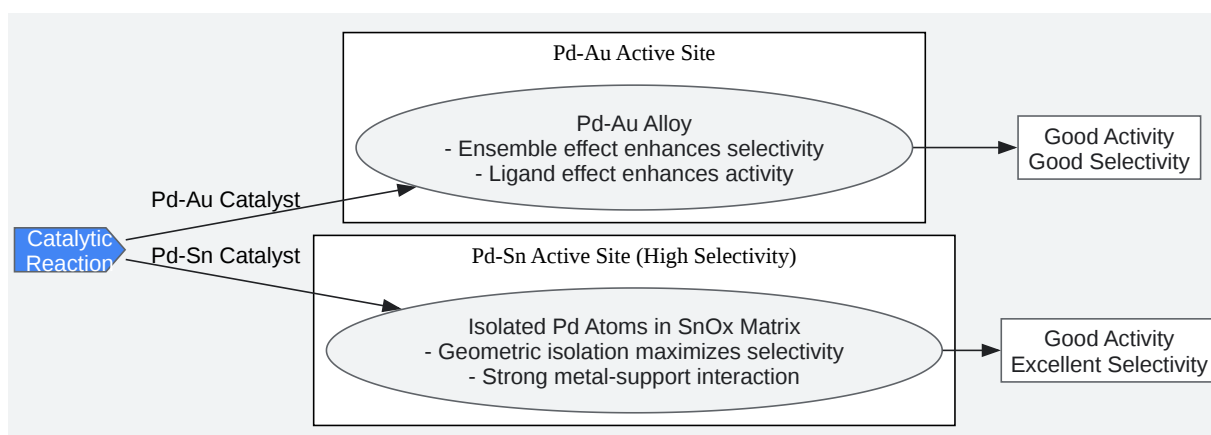 Pd-Au Active Site
Pd-Au Alloy
- Ensemble effect enhances selectivity
- Ligand effect enhances activity
Good Activity
Good Selectivity
Pd-Au Catalyst
Catalytic
Reaction
Pd-Sn Catalyst
Pd-Sn Active Site (High Selectivity)
Isolated Pd Atoms in SnOx Matrix
- Geometric isolation maximizes selectivity
- Strong metal-support interaction
Good Activity
Excellent Selectivity